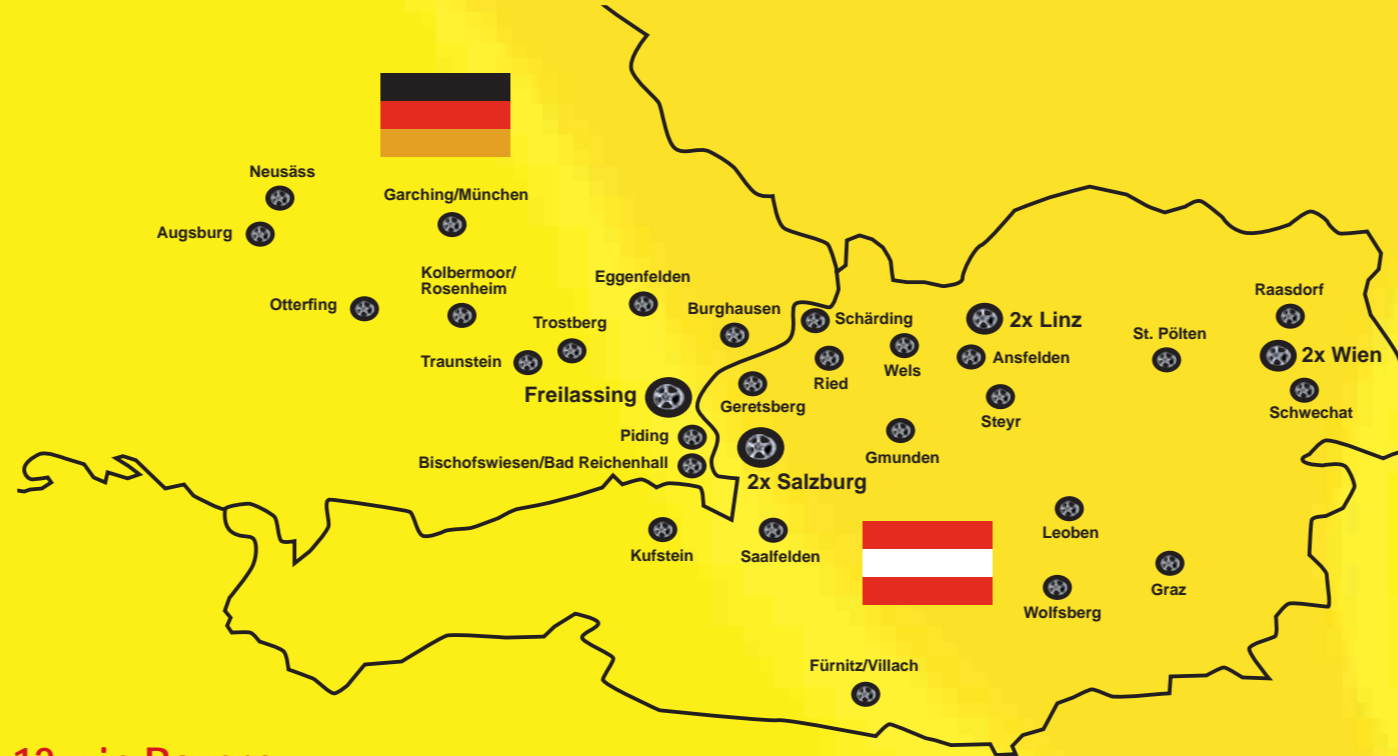 Neusäss
Garching/München
Augsburg
Kolbermoor/
Rosenheim
Eggenfelden
Otterfing
Burghausen
Trostberg
Traunstein
Freilassing
Piding
Bischofswiesen/Bad Reichenhall
Schärding
2x Linz
Raasdorf
St. Pölten
2x Wien
Ansfelden
Wels
Ried
Geretsberg
Steyr
Schwechat
Gmunden
2x Salzburg
Kufstein
Saalfelden
Leoben
Graz
Wolfsberg
Fürnitz/Villach